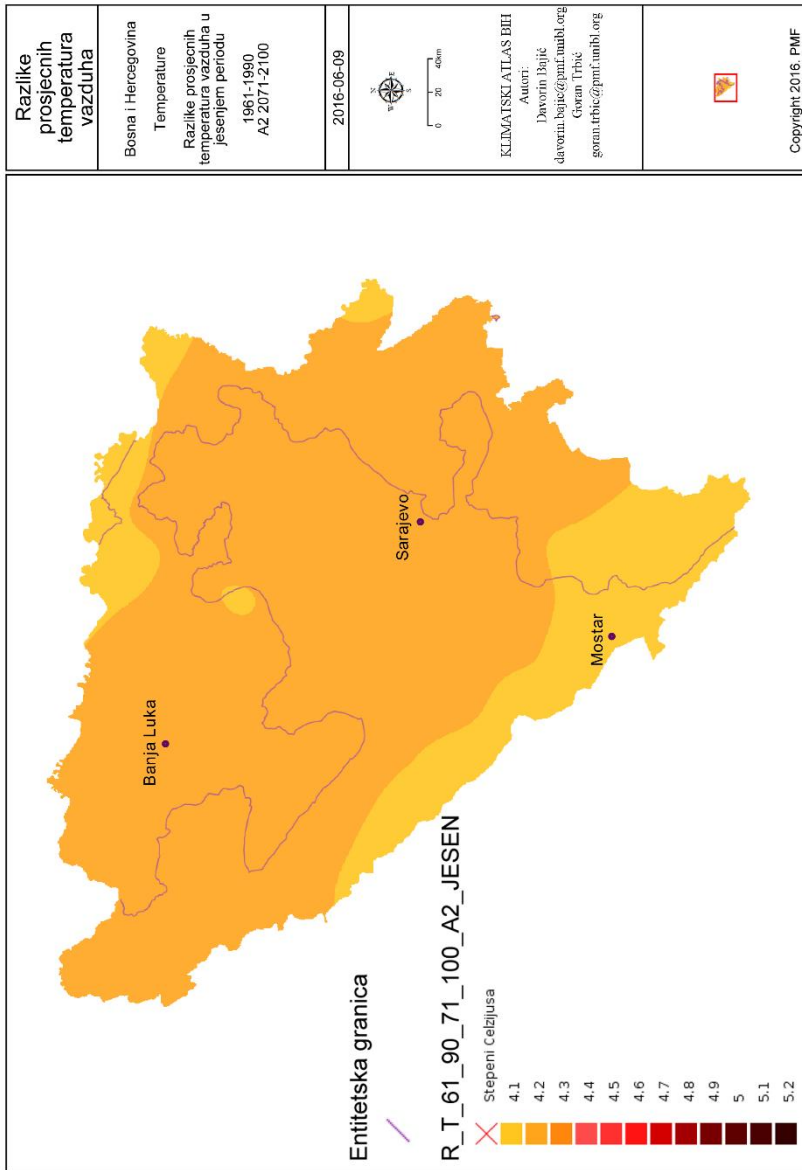 Razlike
prosjecnih
temperatura
vazduha
Bosna i Hercegovina
Temperature
Razlike prosjecnih
temperatura vazduha u
jesenjem periodu
1961-1990
A2 2071-2100
2016-06-09
N
W
E
S
0 20 40km
KLIMATSKI ATLAS BIH
Autori:
Davorin Bajić
davorin.bajic@pmf.unibl.org
Goran Trbić
goran.trbic@pmf.unibl.org
Copyright 2016. PMF
Banja Luka
Sarajevo
Mostar
Entitetska granica
R_T_61_90_71_100_A2_JESEN
Stepeni Celzijusa
4.1
4.2
4.3
4.4
4.5
4.6
4.7
4.8
4.9
5
5.1
5.2